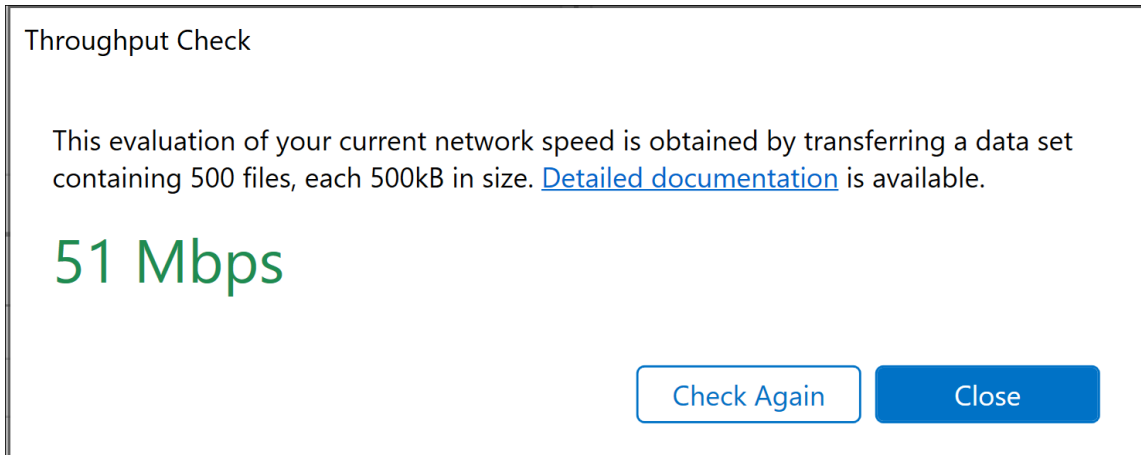 Throughput Check
This evaluation of your current network speed is obtained by transferring a data set
containing 500 files, each 500kB in size. Detailed documentation is available.
51 Mbps
Check Again
Close